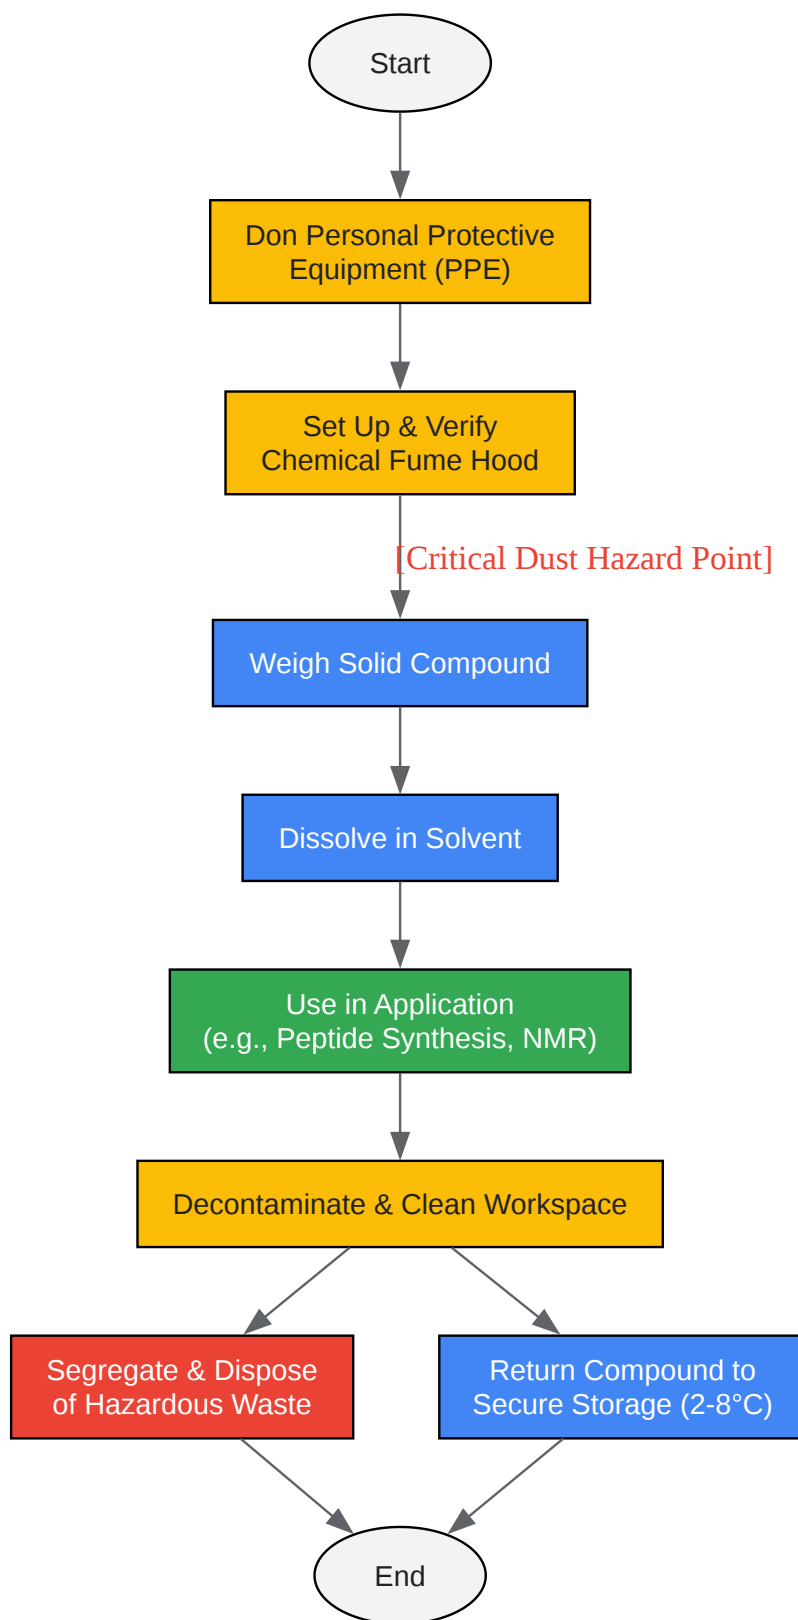 Start
Don Personal Protective
Equipment (PPE)
Set Up & Verify
Chemical Fume Hood
[Critical Dust Hazard Point]
Weigh Solid Compound
Dissolve in Solvent
Use in Application
(e.g., Peptide Synthesis, NMR)
Decontaminate & Clean Workspace
Segregate & Dispose
of Hazardous Waste
Return Compound to
Secure Storage (2-8°C)
End